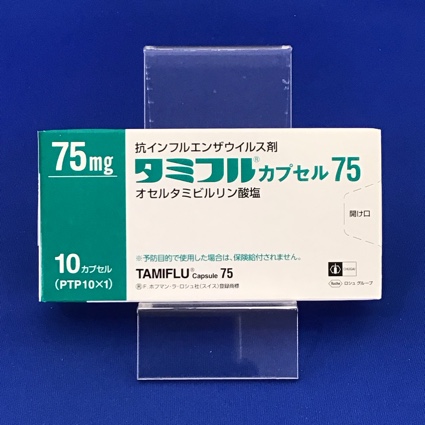 75mg
抗インフルエンザウイルス剤
タミフル®カプセル75
オセルタミビルリン酸塩
開け口
※予防目的で使用した場合は、保険給付されません。
10カプセル
(PTP10×1)
TAMIFLU® Capsule 75
Ⓡ F. ホフマン・ラ・ロシュ社(スイス)登録商標
Roche ロシュ グループ